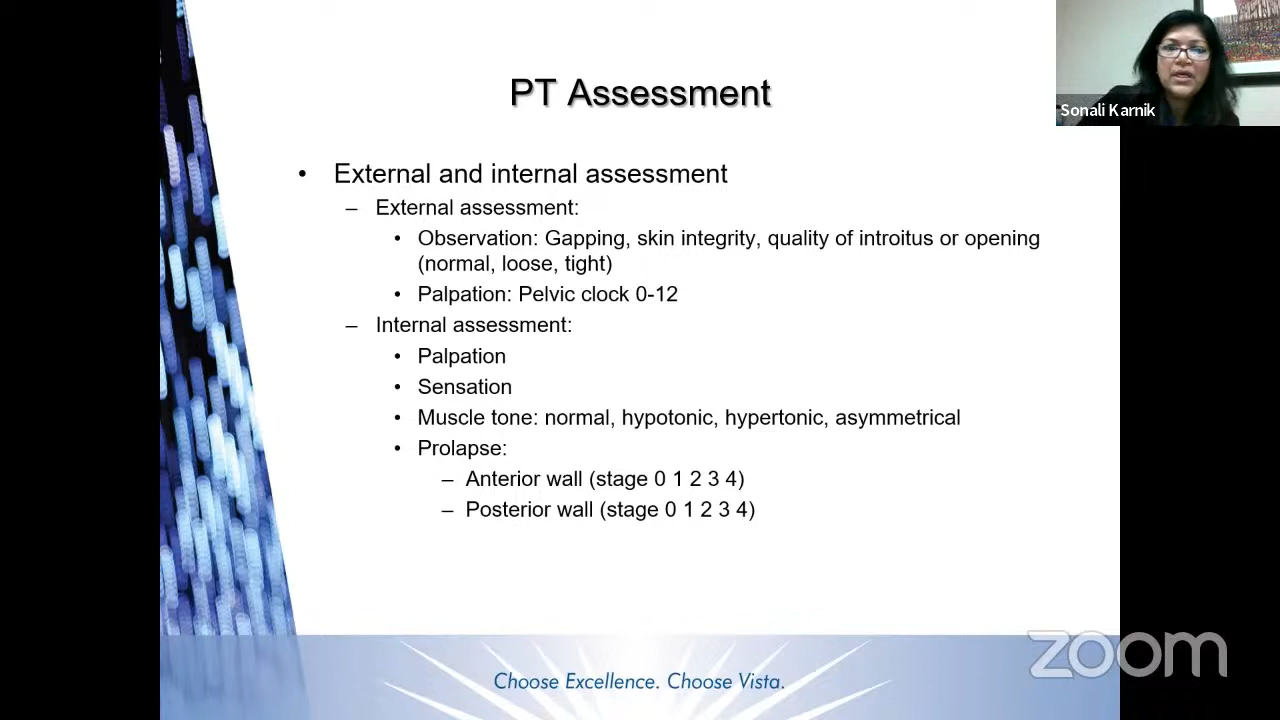 PT Assessment
Sonali Karnik
• External and internal assessment
– External assessment:
• Observation: Gapping, skin integrity, quality of introitus or opening
(normal, loose, tight)
• Palpation: Pelvic clock 0-12
– Internal assessment:
• Palpation
• Sensation
• Muscle tone: normal, hypotonic, hypertonic, asymmetrical
• Prolapse:
– Anterior wall (stage 0 1 2 3 4)
– Posterior wall (stage 0 1 2 3 4)
zoom
Choose Excellence. Choose Vista.